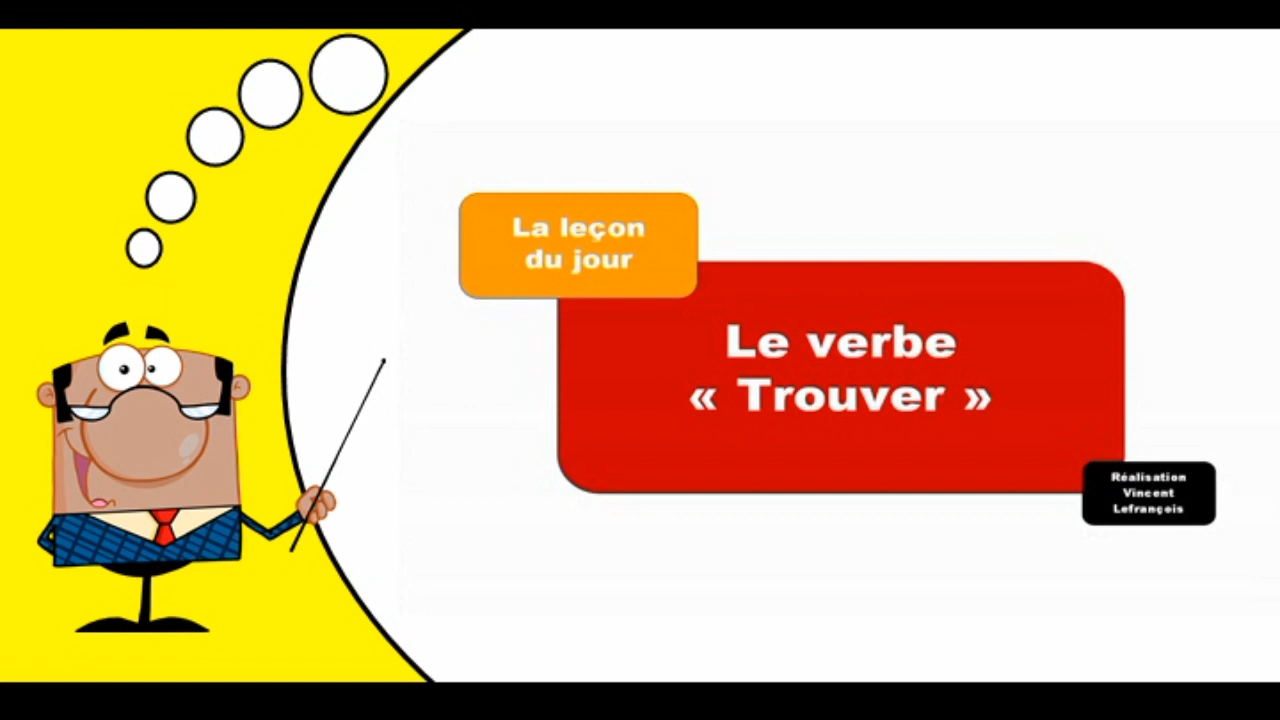 La leçon
du jour
Le verbe
« Trouver »
Réalisation
Vincent
Lefrançois